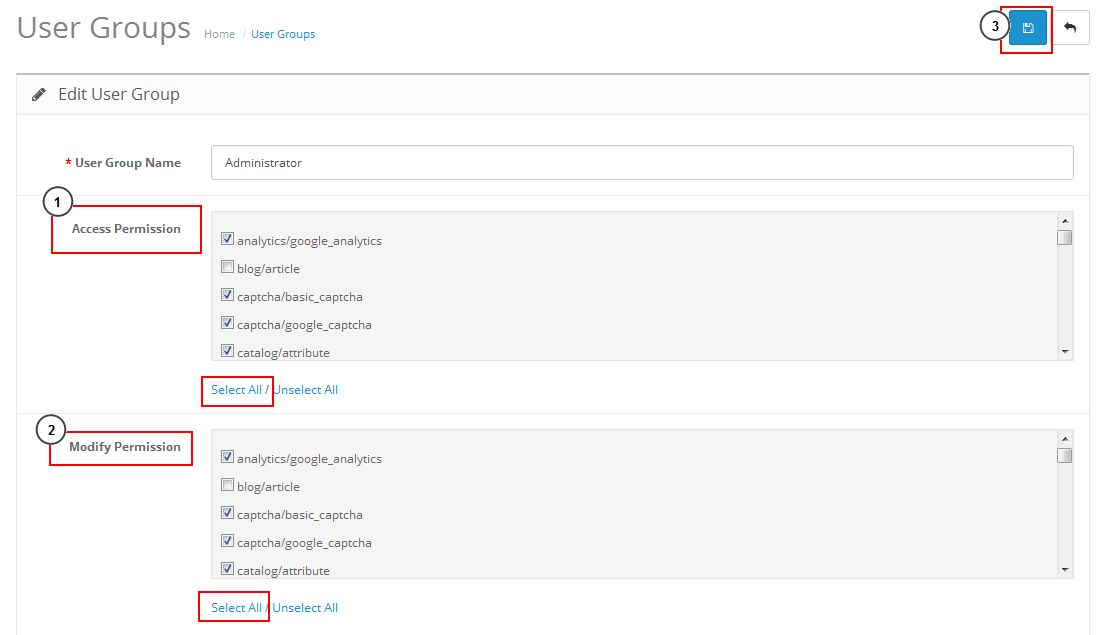 User Groups Home / User Groups 3
Edit User Group
* User Group Name Administrator
1
Access Permission
analytics/google_analytics
blog/article
captcha/basic_captcha
captcha/google_captcha
catalog/attribute
Select All / Unselect All
2
Modify Permission
analytics/google_analytics
blog/article
captcha/basic_captcha
captcha/google_captcha
catalog/attribute
Select All / Unselect All